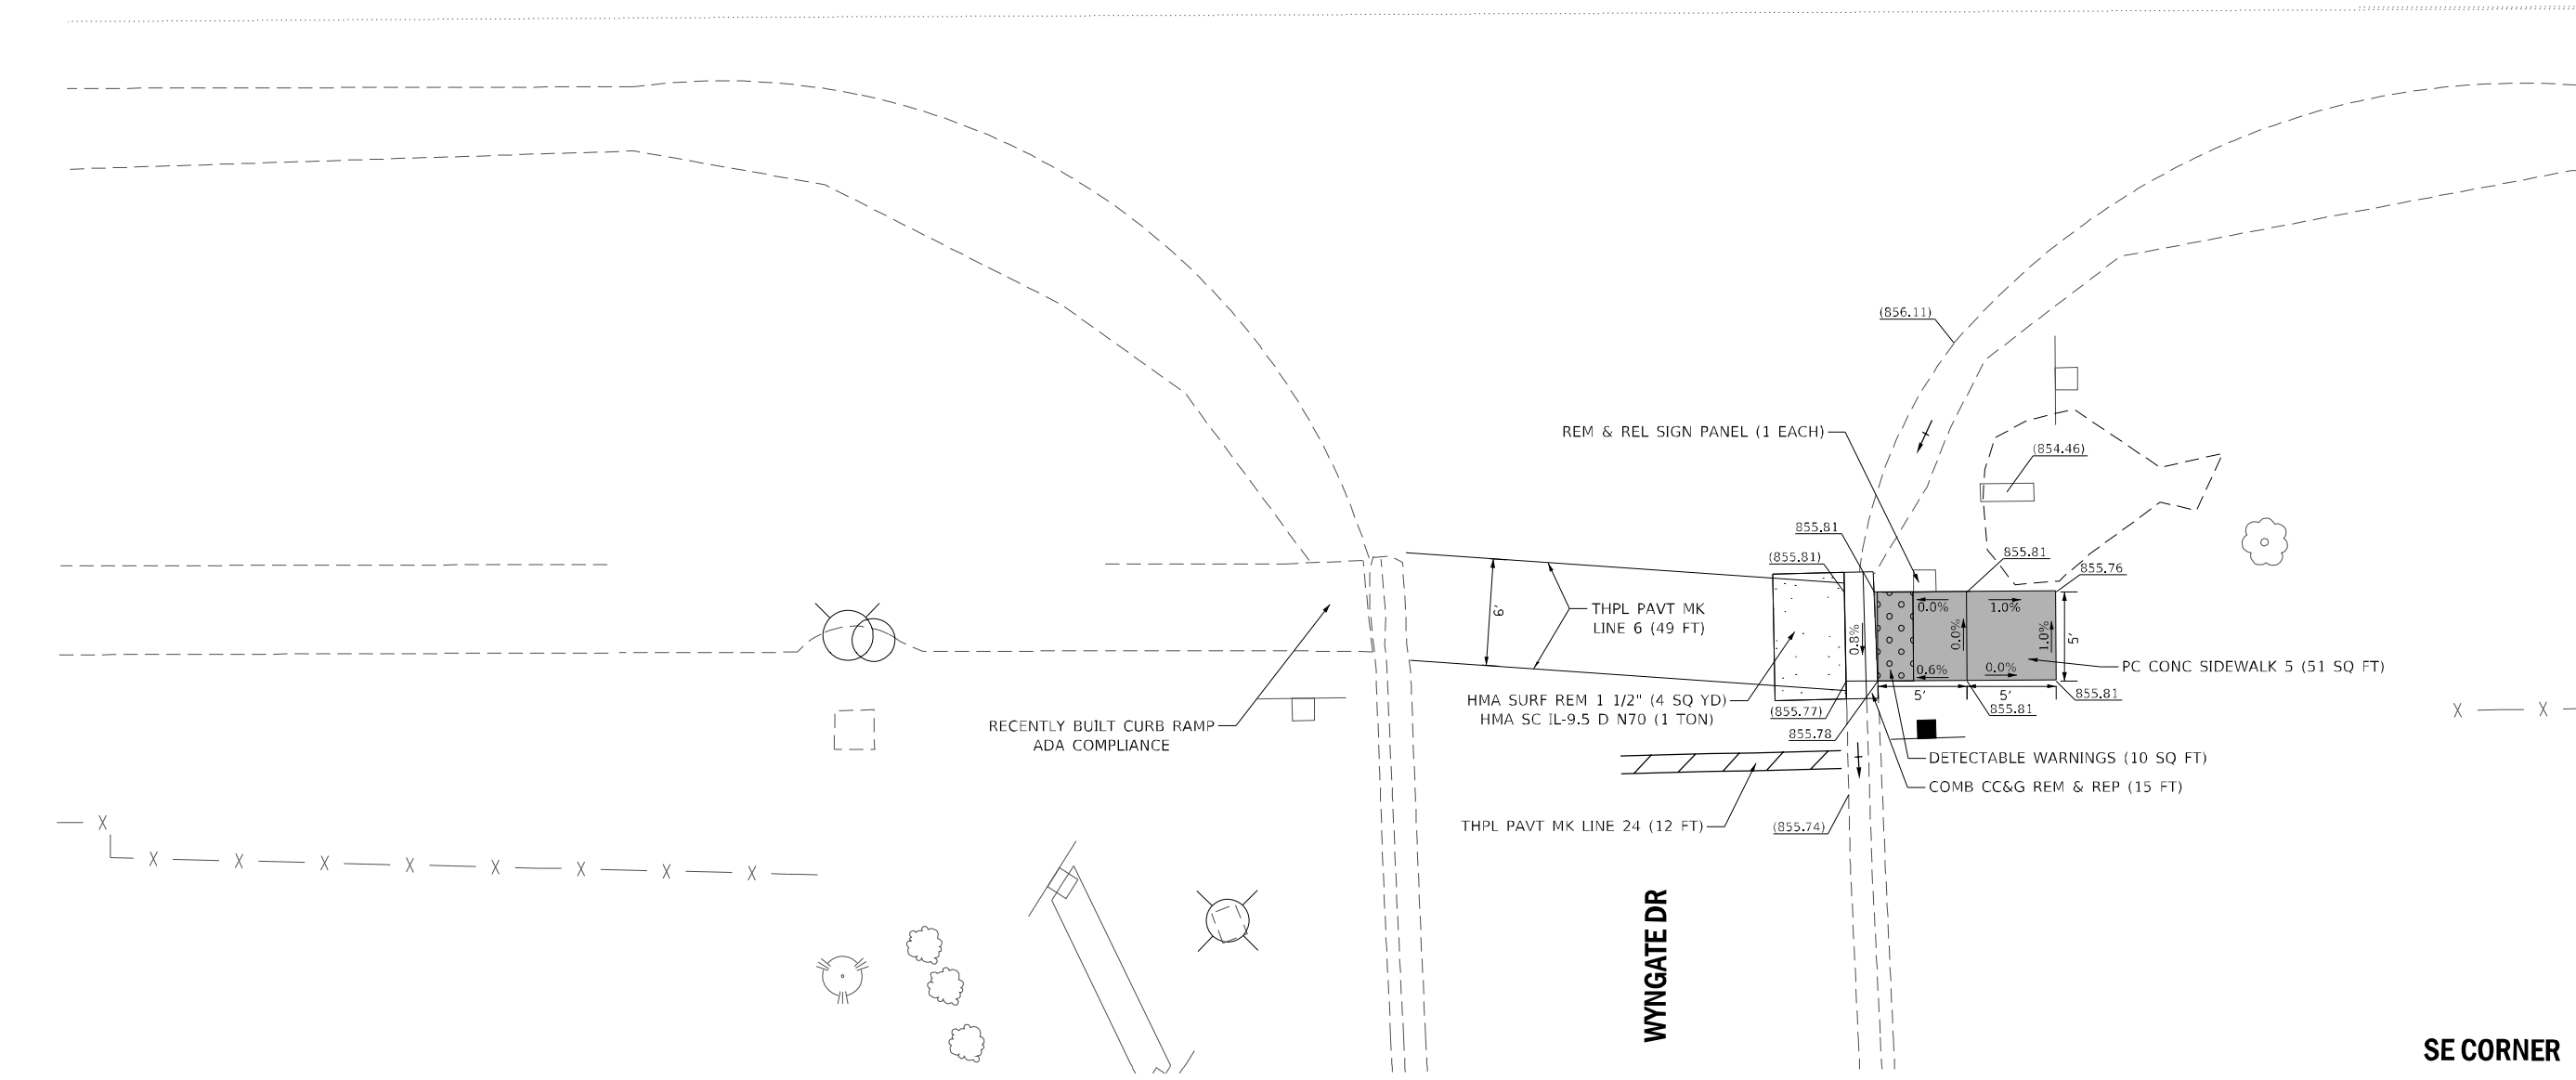 (856.11)
REM & REL SIGN PANEL (1 EACH)
(854.46)
855.81
(855.81)
855.81
855.76
0.0%
1.0%
6'
THPL PAVT MK
LINE 6 (49 FT)
0.8%
0.0%
1.0%
5'
0.6%
0.0%
PC CONC SIDEWALK 5 (51 SQ FT)
5'
5'
855.81
HMA SURF REM 1 1/2" (4 SQ YD)
HMA SC IL-9.5 D N70 (1 TON)
(855.77)
855.81
RECENTLY BUILT CURB RAMP
ADA COMPLIANCE
855.78
DETECTABLE WARNINGS (10 SQ FT)
COMB CC&G REM & REP (15 FT)
THPL PAVT MK LINE 24 (12 FT)
(855.74)
X X
X
X X X X X X X X
WYNGATE DR
SE CORNER